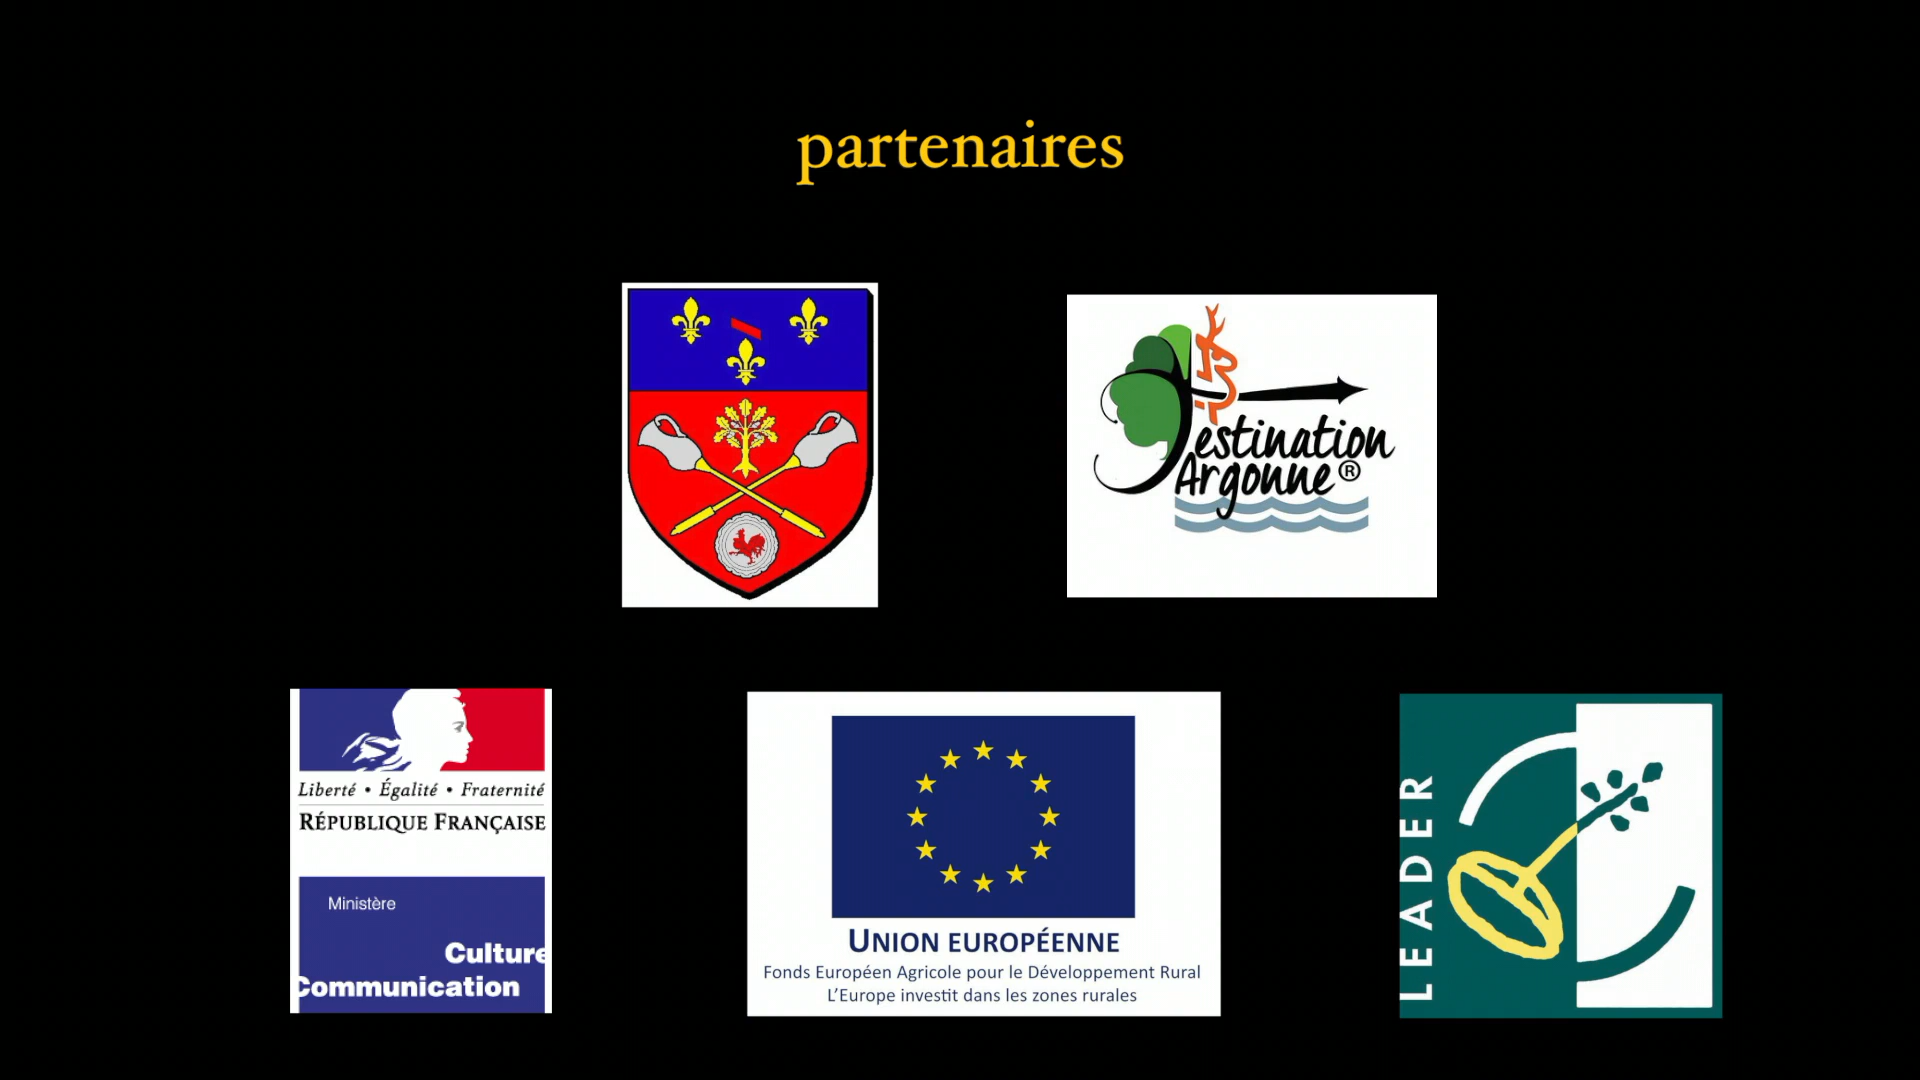 partenaires
Destination
Argonne®
Liberté • Égalité • Fraternité
RÉPUBLIQUE FRANÇAISE
Ministère
Culture
Communication
UNION EUROPÉENNE
Fonds Européen Agricole pour le Développement Rural
L'Europe investit dans les zones rurales
LEADER